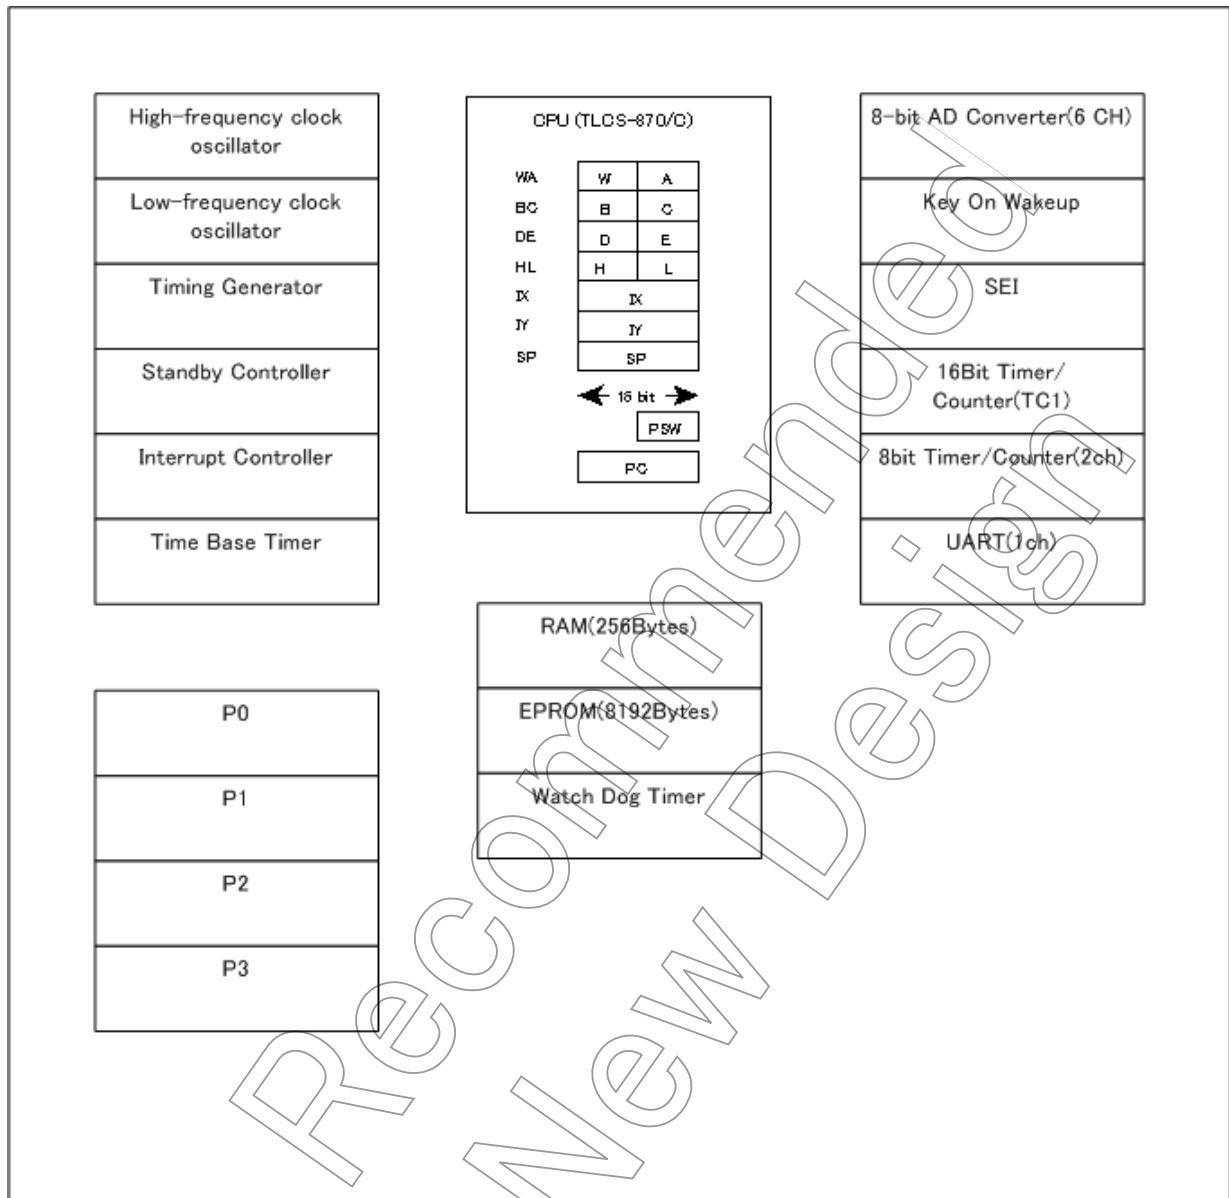 High-frequency clock
oscillator
Low-frequency clock
oscillator
Timing Generator
Standby Controller
Interrupt Controller
Time Base Timer
CPU (TLCS-870/C)
WA W A
BC B C
DE D E
HL H L
IX IX
IY IY
SP SP
16 bit
PSW
PC
8-bit AD Converter(6 CH)
Key On Wakeup
SEI
16Bit Timer/
Counter(TC1)
8bit Timer/Counter(2ch)
UART(1ch)
RAM(256Bytes)
EPROM(8192Bytes)
Watch Dog Timer
P0
P1
P2
P3
Recommended
New Design